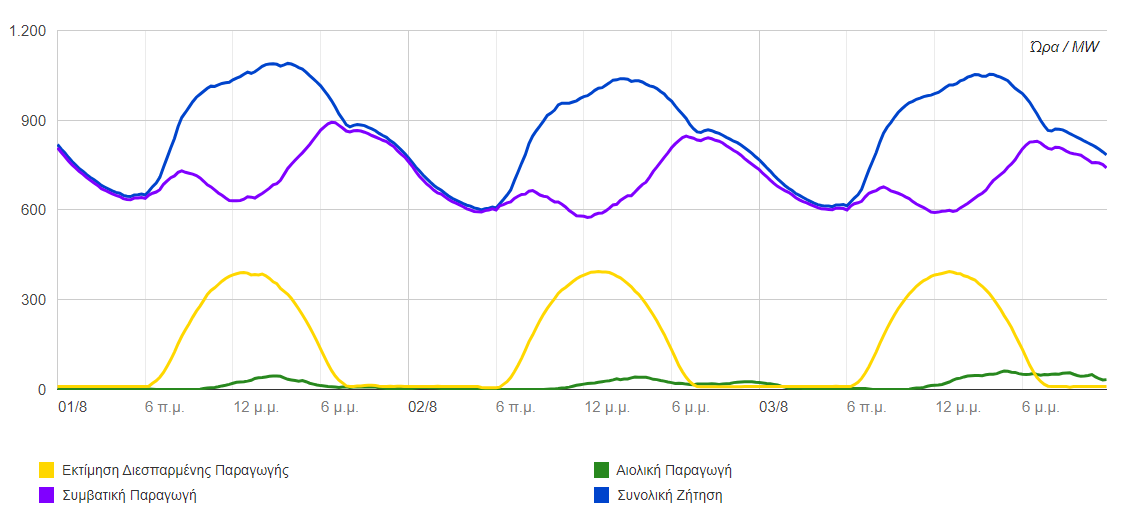 1.200
Ώρα / MW
900
600
300
0
01/8 6 π.μ. 12 μ.μ. 6 μ.μ. 02/8 6 π.μ. 12 μ.μ. 6 μ.μ. 03/8 6 π.μ. 12 μ.μ. 6 μ.μ.
Εκτίμηση Διεσπαρμένης Παραγωγής Αιολική Παραγωγή
Συμβατική Παραγωγή Συνολική Ζήτηση